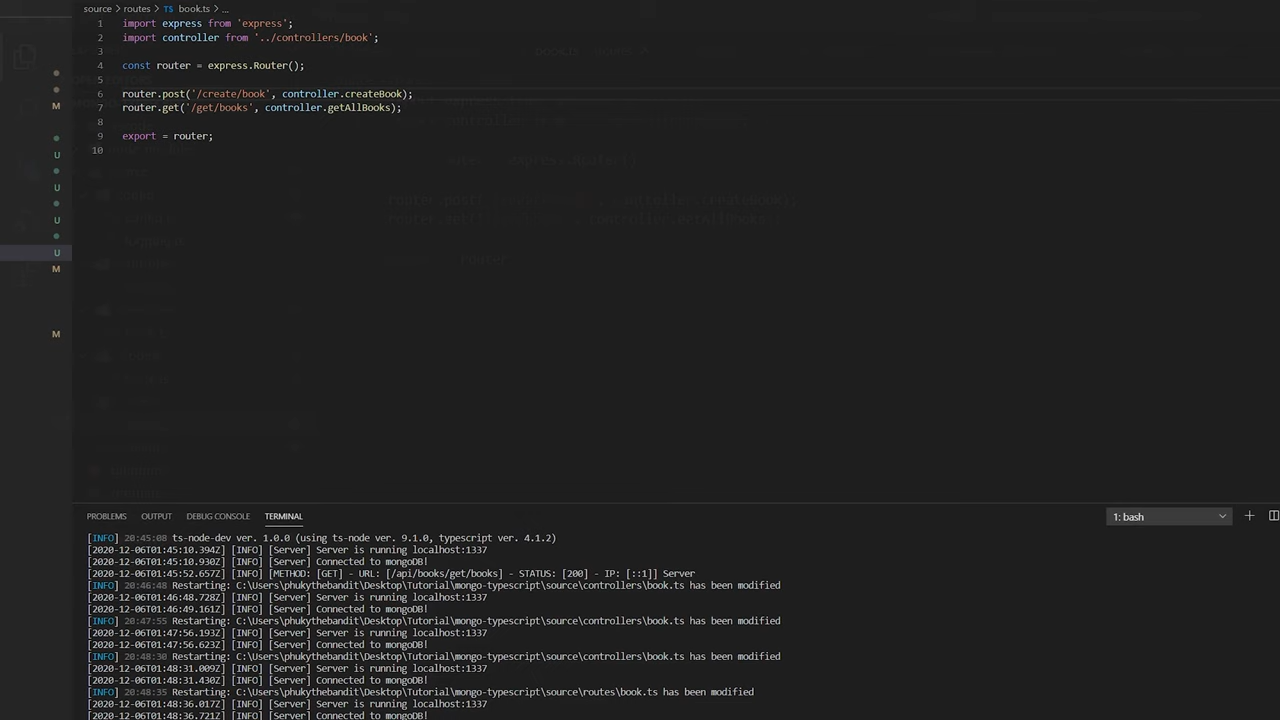 source > routes > TS book.ts > ...
1 import express from 'express';
2 import controller from '../controllers/book';
3
4 const router = express.Router();
5
6 router.post('/create/book', controller.createBook);
7 router.get('/get/books', controller.getAllBooks);
8
9 export = router;
10
M
U
U
U
U
M
M
PROBLEMS OUTPUT DEBUG CONSOLE TERMINAL 1: bash
[INFO] 20:45:08 ts-node-dev ver. 1.0.0 (using ts-node ver. 9.1.0, typescript ver. 4.1.2)
[2020-12-06T01:45:10.394Z] [INFO] [Server] Server is running localhost:1337
[2020-12-06T01:45:10.930Z] [INFO] [Server] Connected to mongoDB!
[2020-12-06T01:45:52.657Z] [INFO] [METHOD: [GET] - URL: [/api/books/get/books] - STATUS: [200] - IP: [::1]] Server
[INFO] 20:46:48 Restarting: C:\Users\phukythebandit\Desktop\Tutorial\mongo-typescript\source\controllers\book.ts has been modified
[2020-12-06T01:46:48.728Z] [INFO] [Server] Server is running localhost:1337
[2020-12-06T01:46:49.161Z] [INFO] [Server] Connected to mongoDB!
[INFO] 20:47:55 Restarting: C:\Users\phukythebandit\Desktop\Tutorial\mongo-typescript\source\controllers\book.ts has been modified
[2020-12-06T01:47:56.193Z] [INFO] [Server] Server is running localhost:1337
[2020-12-06T01:47:56.623Z] [INFO] [Server] Connected to mongoDB!
[INFO] 20:48:30 Restarting: C:\Users\phukythebandit\Desktop\Tutorial\mongo-typescript\source\controllers\book.ts has been modified
[2020-12-06T01:48:31.009Z] [INFO] [Server] Server is running localhost:1337
[2020-12-06T01:48:31.430Z] [INFO] [Server] Connected to mongoDB!
[INFO] 20:48:35 Restarting: C:\Users\phukythebandit\Desktop\Tutorial\mongo-typescript\source\routes\book.ts has been modified
[2020-12-06T01:48:36.017Z] [INFO] [Server] Server is running localhost:1337
[2020-12-06T01:48:36.721Z] [INFO] [Server] Connected to mongoDB!